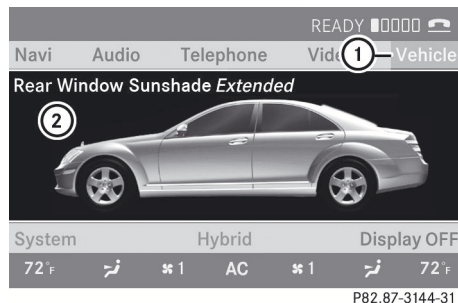 READY
Navi Audio Telephone Vid 1 Vehicle
Rear Window Sunshade Extended
2
System Hybrid Display OFF
72°F 1 AC 1 72°F
P82.87-3144-31